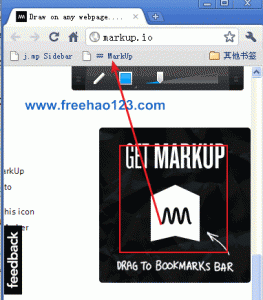 Draw on any webpage....
markup.io
j.mp Sidebar
MarkUp
其他书签
www.freehao123.com
GET MARKUP
arkUp
to
his icon
feedback
DRAG TO BOOKMARKS BAR